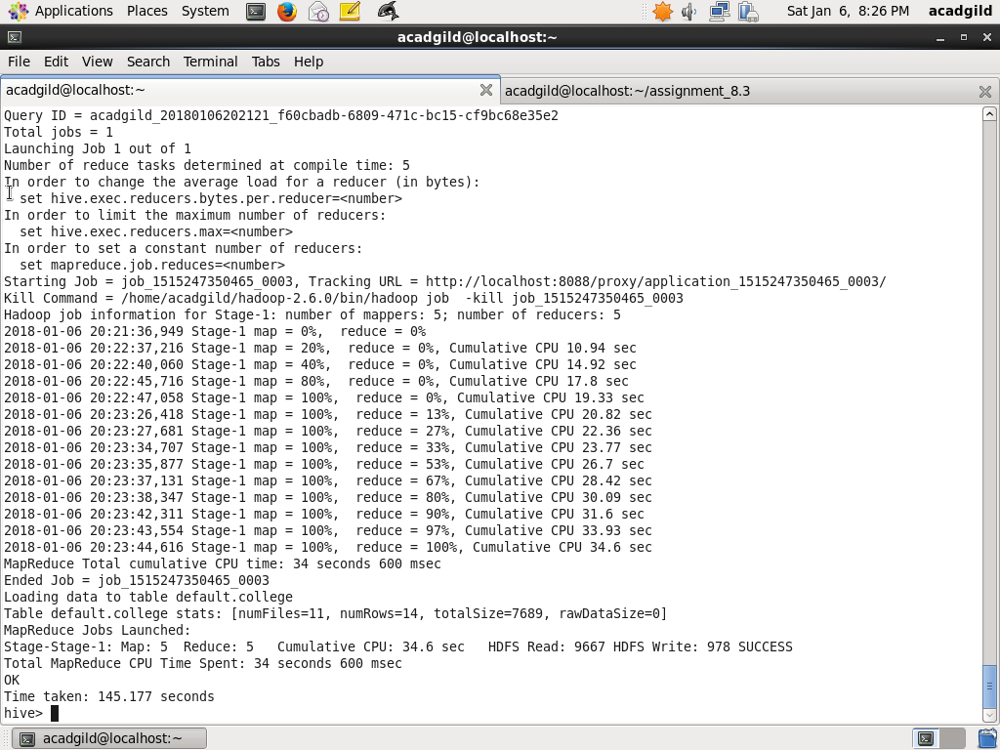 Applications Places System Sat Jan 6, 8:26 PM acadgild
acadgild@localhost:~
File Edit View Search Terminal Tabs Help
acadgild@localhost:~ acadgild@localhost:~/assignment_8.3
Query ID = acadgild_20180106202121_f60cbadb-6809-471c-bc15-cf9bc68e35e2
Total jobs = 1
Launching Job 1 out of 1
Number of reduce tasks determined at compile time: 5
In order to change the average load for a reducer (in bytes):
  set hive.exec.reducers.bytes.per.reducer=<number>
In order to limit the maximum number of reducers:
  set hive.exec.reducers.max=<number>
In order to set a constant number of reducers:
  set mapreduce.job.reduces=<number>
Starting Job = job_1515247350465_0003, Tracking URL = http://localhost:8088/proxy/application_1515247350465_0003/
Kill Command = /home/acadgild/hadoop-2.6.0/bin/hadoop job  -kill job_1515247350465_0003
Hadoop job information for Stage-1: number of mappers: 5; number of reducers: 5
2018-01-06 20:21:36,949 Stage-1 map = 0%,  reduce = 0%
2018-01-06 20:22:37,216 Stage-1 map = 20%,  reduce = 0%, Cumulative CPU 10.94 sec
2018-01-06 20:22:40,060 Stage-1 map = 40%,  reduce = 0%, Cumulative CPU 14.92 sec
2018-01-06 20:22:45,716 Stage-1 map = 80%,  reduce = 0%, Cumulative CPU 17.8 sec
2018-01-06 20:22:47,058 Stage-1 map = 100%,  reduce = 0%, Cumulative CPU 19.33 sec
2018-01-06 20:23:26,418 Stage-1 map = 100%,  reduce = 13%, Cumulative CPU 20.82 sec
2018-01-06 20:23:27,681 Stage-1 map = 100%,  reduce = 27%, Cumulative CPU 22.36 sec
2018-01-06 20:23:34,707 Stage-1 map = 100%,  reduce = 33%, Cumulative CPU 23.77 sec
2018-01-06 20:23:35,877 Stage-1 map = 100%,  reduce = 53%, Cumulative CPU 26.7 sec
2018-01-06 20:23:37,131 Stage-1 map = 100%,  reduce = 67%, Cumulative CPU 28.42 sec
2018-01-06 20:23:38,347 Stage-1 map = 100%,  reduce = 80%, Cumulative CPU 30.09 sec
2018-01-06 20:23:42,311 Stage-1 map = 100%,  reduce = 90%, Cumulative CPU 31.6 sec
2018-01-06 20:23:43,554 Stage-1 map = 100%,  reduce = 97%, Cumulative CPU 33.93 sec
2018-01-06 20:23:44,616 Stage-1 map = 100%,  reduce = 100%, Cumulative CPU 34.6 sec
MapReduce Total cumulative CPU time: 34 seconds 600 msec
Ended Job = job_1515247350465_0003
Loading data to table default.college
Table default.college stats: [numFiles=11, numRows=14, totalSize=7689, rawDataSize=0]
MapReduce Jobs Launched:
Stage-Stage-1: Map: 5  Reduce: 5   Cumulative CPU: 34.6 sec   HDFS Read: 9667 HDFS Write: 978 SUCCESS
Total MapReduce CPU Time Spent: 34 seconds 600 msec
OK
Time taken: 145.177 seconds
hive>
acadgild@localhost:~